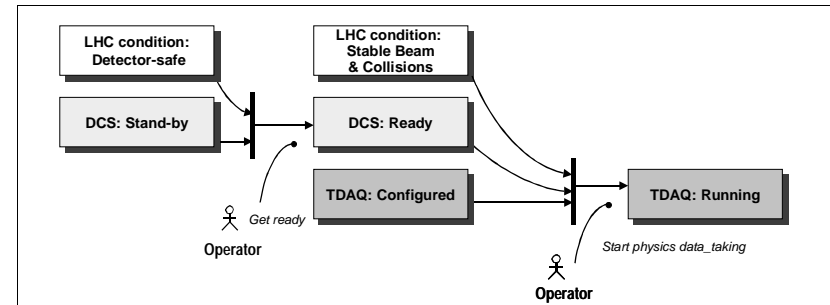 LHC condition:
Detector-safe
LHC condition:
Stable Beam
& Collisions
DCS: Stand-by
DCS: Ready
TDAQ: Configured
TDAQ: Running
Get ready
Operator
Start physics data_taking
Operator